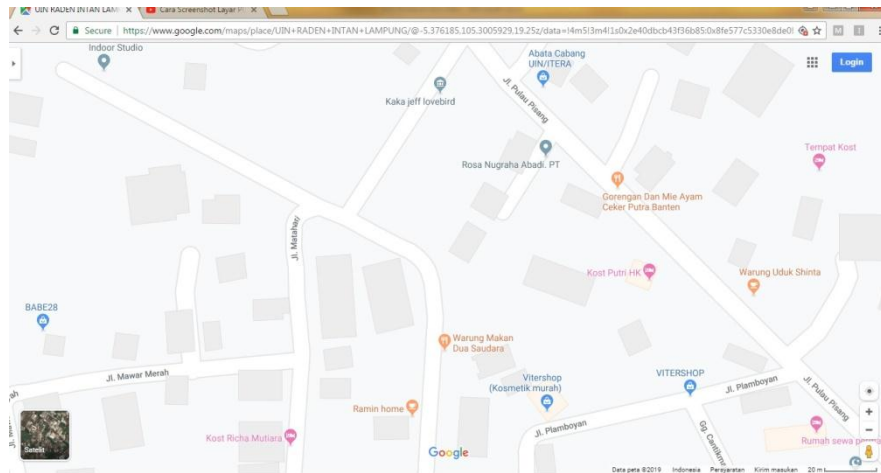 UIN RADEN INTAN LAM
Cara Screenshot Layar P
Secure
https://www.google.com/maps/place/UIN+RADEN+INTAN+LAMPUNG/@-5.376185,105.3005929,19.25z/data=!4m5!3m4!1s0x2e40dbcb43f36b85:0x8fe577c5330e8de0!
Login
Indoor Studio
Abata Cabang
UIN/ITERA
Kaka jeff lovebird
Jl. Pulau Pisang
Rosa Nugraha Abadi. PT
Tempat Kost
Gorengan Dan Mie Ayam
Ceker Putra Banten
Jl. Matahari
Kost Putri HK
Warung Uduk Shinta
BABE28
Warung Makan
Dua Saudara
Jl. Mawar Merah
Vitershop
(Kosmetik murah)
VITERSHOP
Jl. Plamboyan
Jl. Pulau Pisang
Ramin home
Jl. Plamboyan
Kost Richa Mutiara
Rumah sewa
Satelit
Google
Data peta ©2019
Indonesia
Persyaratan
Kirim masukan
20 m